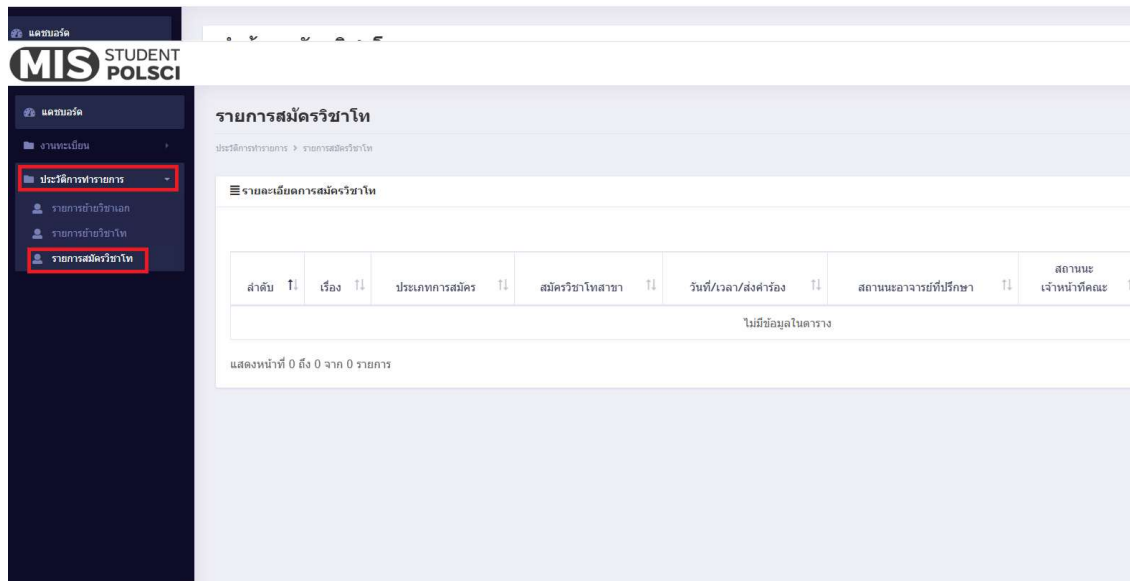 แดชบอร์ด
MIS STUDENT POLSCI
แดชบอร์ด
งานทะเบียน
ประวัติการทำรายการ
รายการย้ายวิชาเอก
รายการย้ายวิชาโท
รายการสมัครวิชาโท
รายการสมัครวิชาโท
ประวัติการทำรายการ > รายการสมัครวิชาโท
รายละเอียดการสมัครวิชาโท
ลำดับ เรื่อง ประเภทการสมัคร สมัครวิชาโทสาขา วันที่/เวลา/ส่งคำร้อง สถานนะอาจารย์ที่ปรึกษา สถานนะ
เจ้าหน้าที่คณะ
ไม่มีข้อมูลในตาราง
แสดงหน้าที่ 0 ถึง 0 จาก 0 รายการ